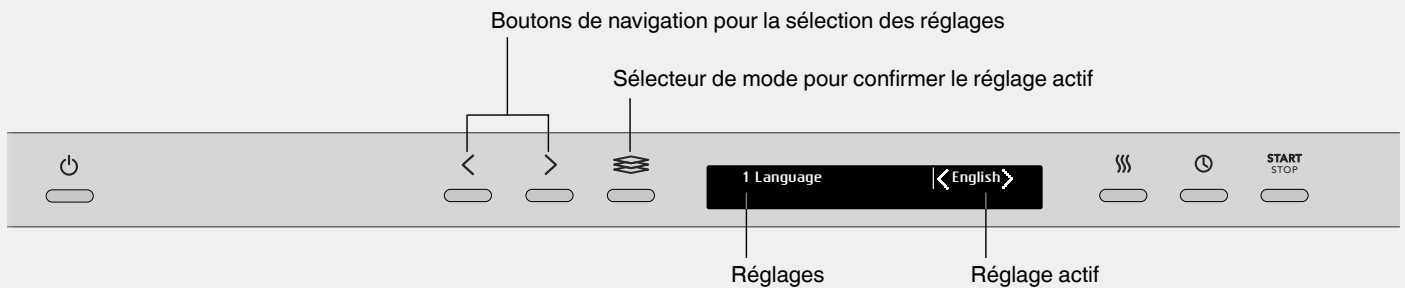 Boutons de navigation pour la sélection des réglages
Sélecteur de mode pour confirmer le réglage actif
1 Language
English
START
STOP
Réglages
Réglage actif